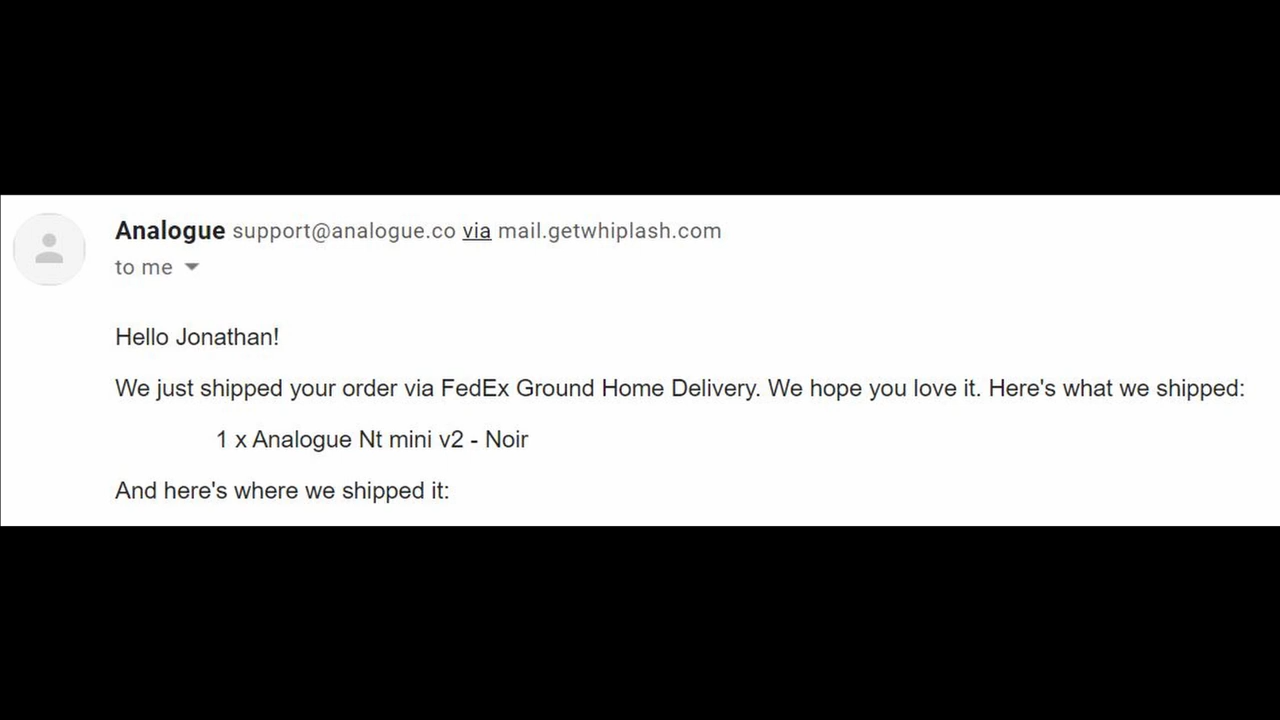 Analogue support@analogue.co via mail.getwhiplash.com
to me
Hello Jonathan!
We just shipped your order via FedEx Ground Home Delivery. We hope you love it. Here's what we shipped:
1 x Analogue Nt mini v2 - Noir
And here's where we shipped it: